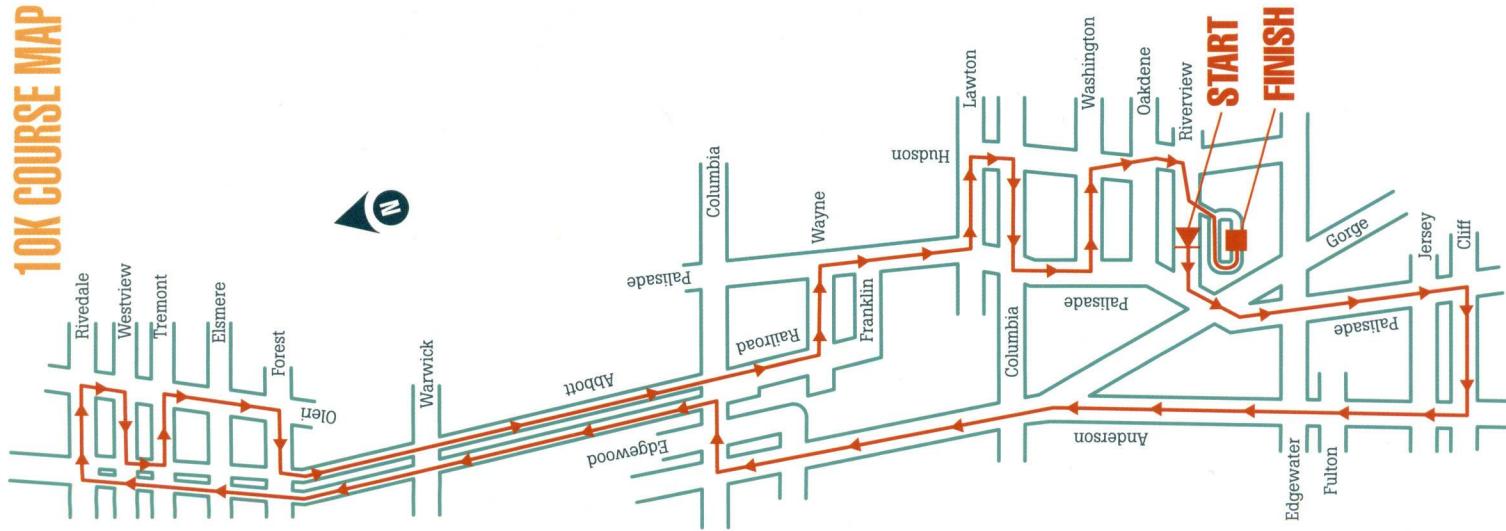 10K COURSE MAP
N
Rivedale
Westview
Tremont
Elsmere
Forest
Oleri
Warwick
Abbott
Edgewood
Columbia
Palisade
Railroad
Wayne
Franklin
Hudson
Lawton
Columbia
Washington
Oakdene
Riverview
Palisade
START
FINISH
Anderson
Palisade
Gorge
Edgewater
Fulton
Jersey
Cliff